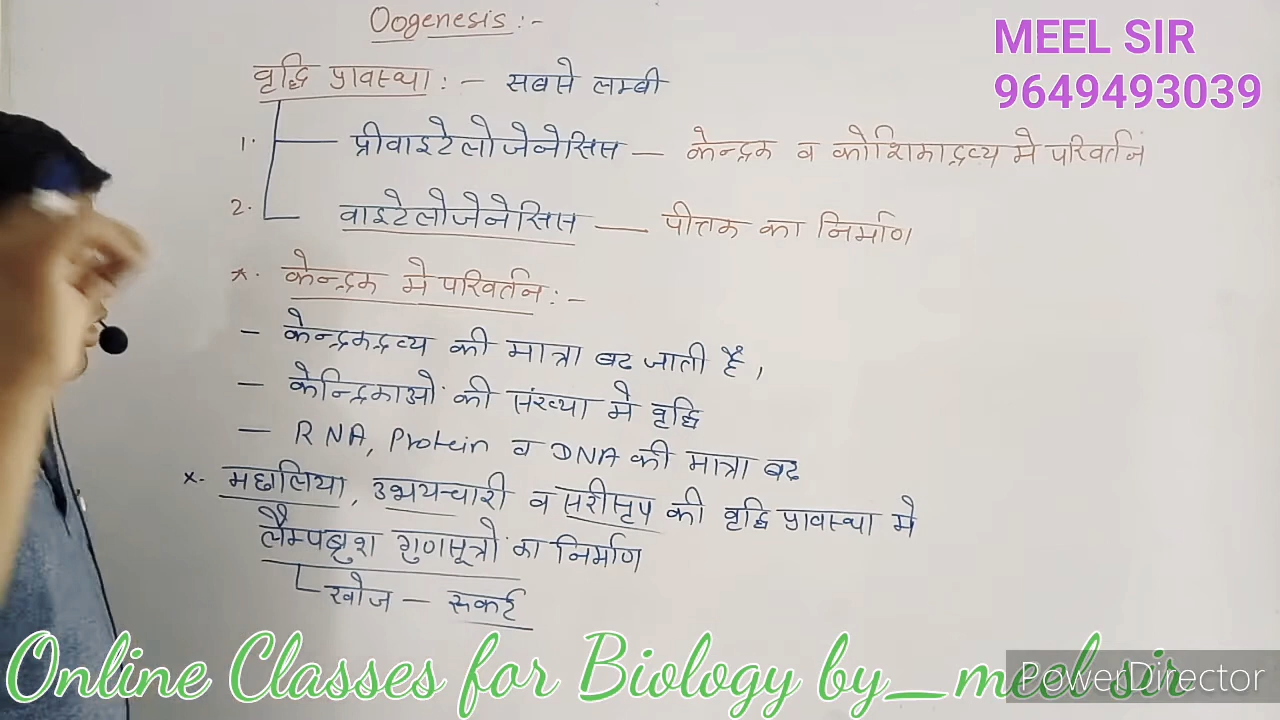 Oogenesis :-
MEEL SIR
9649493039
वृद्धि प्रावस्था : - सबसे लम्बी
1. प्रीवाइटेलोजेनेसिस - केन्द्रक व कोशिकाद्रव्य मे परिवर्तन
2. वाइटेलोजेनेसिस - पीत्तक का निर्माण
*. केन्द्रक मे परिवर्तन : -
- केन्द्रकद्रव्य की मात्रा बढ जाती है,
- केन्द्रिकाओ की संख्या मे वृद्धि
- RNA, Protein व DNA की मात्रा बढ
*. मछालिया, उभयचारी व सरीसृप की वृद्धि प्रावस्था मे
लैम्पब्रुश गुणसूत्रो का निर्माण
खोज - रूकर्ट
Online Classes for Biology by_meel sir
PowerDirector